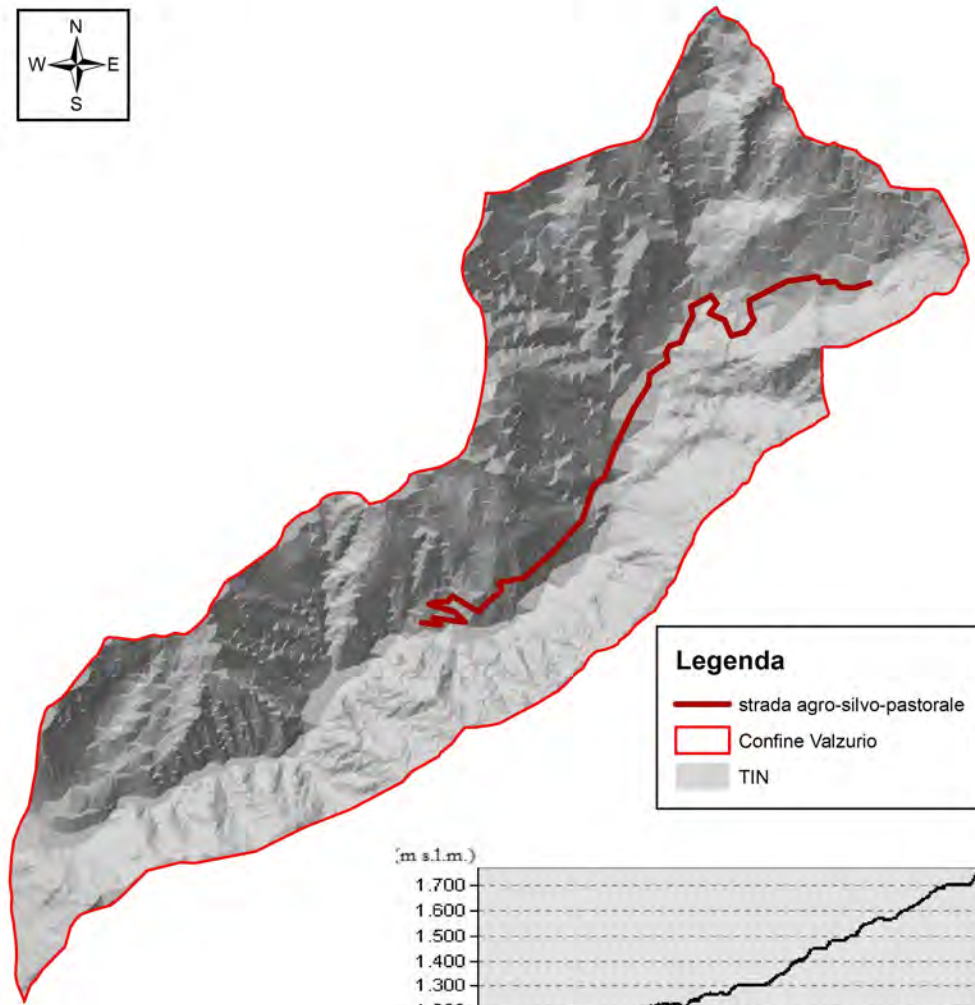 N
W E
S
Legenda
strada agro-silvo-pastorale
Confine Valzurio
TIN
(m s.l.m.)
1.700
1.600
1.500
1.400
1.300